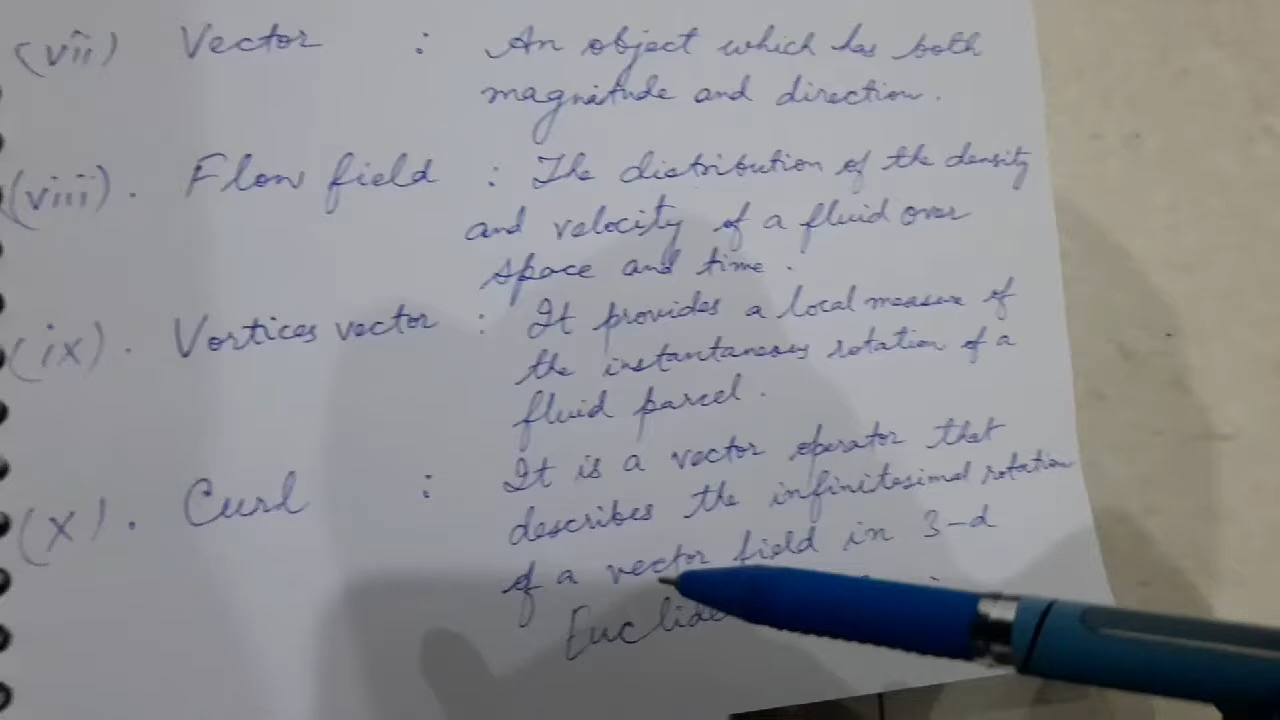 (vii) Vector : An object which has both
magnitude and direction.
(viii). Flow field : The distribution of the density
and velocity of a fluid over
space and time.
(ix). Vortices vector : It provides a local measure of
the instantaneous rotation of a
fluid parcel.
(x). Curl : It is a vector operator that
describes the infinitesimal rotation
of a vector field in 3-d